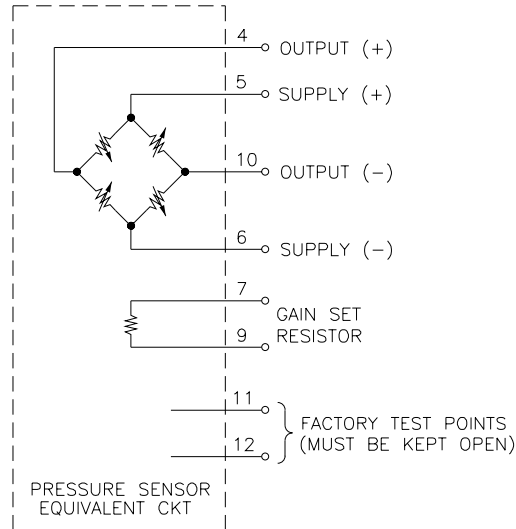 4
OUTPUT (+)
5
SUPPLY (+)
10
OUTPUT (-)
6
SUPPLY (-)
7
GAIN SET
RESISTOR
9
11
FACTORY TEST POINTS
(MUST BE KEPT OPEN)
12
PRESSURE SENSOR
EQUIVALENT CKT